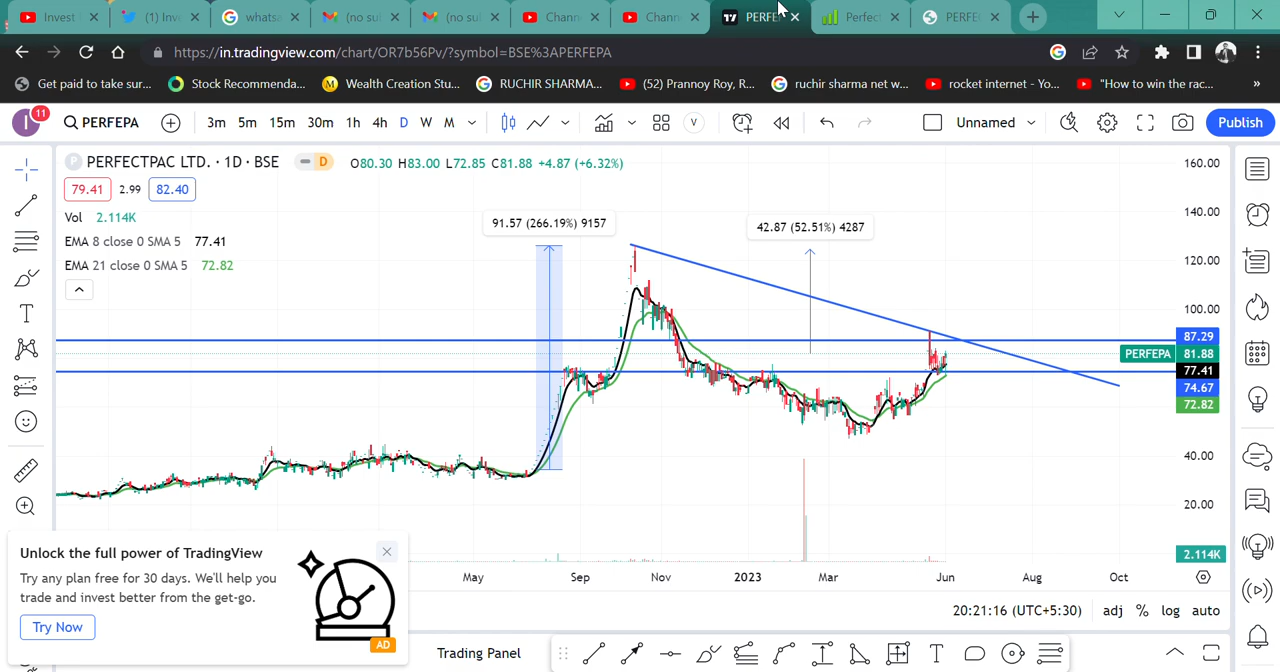 Invest
(1) Inv
whats
(no su
(no su
Chann
Chann
PERFE
Perfect
PERFE
https://in.tradingview.com/chart/OR7b56Pv/?symbol=BSE%3APERFEPA
Get paid to take sur...
Stock Recommenda...
Wealth Creation Stu...
RUCHIR SHARMA...
(52) Prannoy Roy, R...
ruchir sharma net w...
rocket internet - Yo...
"How to win the rac...
»
I
11
PERFEPA
3m 5m 15m 30m 1h 4h D W M
V
Unnamed
Publish
PERFECTPAC LTD. · 1D · BSE
D
O80.30 H83.00 L72.85 C81.88 +4.87 (+6.32%)
79.41
2.99
82.40
Vol 2.114K
EMA 8 close 0 SMA 5 77.41
EMA 21 close 0 SMA 5 72.82
91.57 (266.19%) 9157
42.87 (52.51%) 4287
160.00
140.00
120.00
100.00
87.29
PERFEPA 81.88
77.41
74.67
72.82
40.00
20.00
2.114K
May
Sep
Nov
2023
Mar
Jun
Aug
Oct
Unlock the full power of TradingView
Try any plan free for 30 days. We'll help you
trade and invest better from the get-go.
Try Now
AD
20:21:16 (UTC+5:30)
adj % log auto
Trading Panel
T